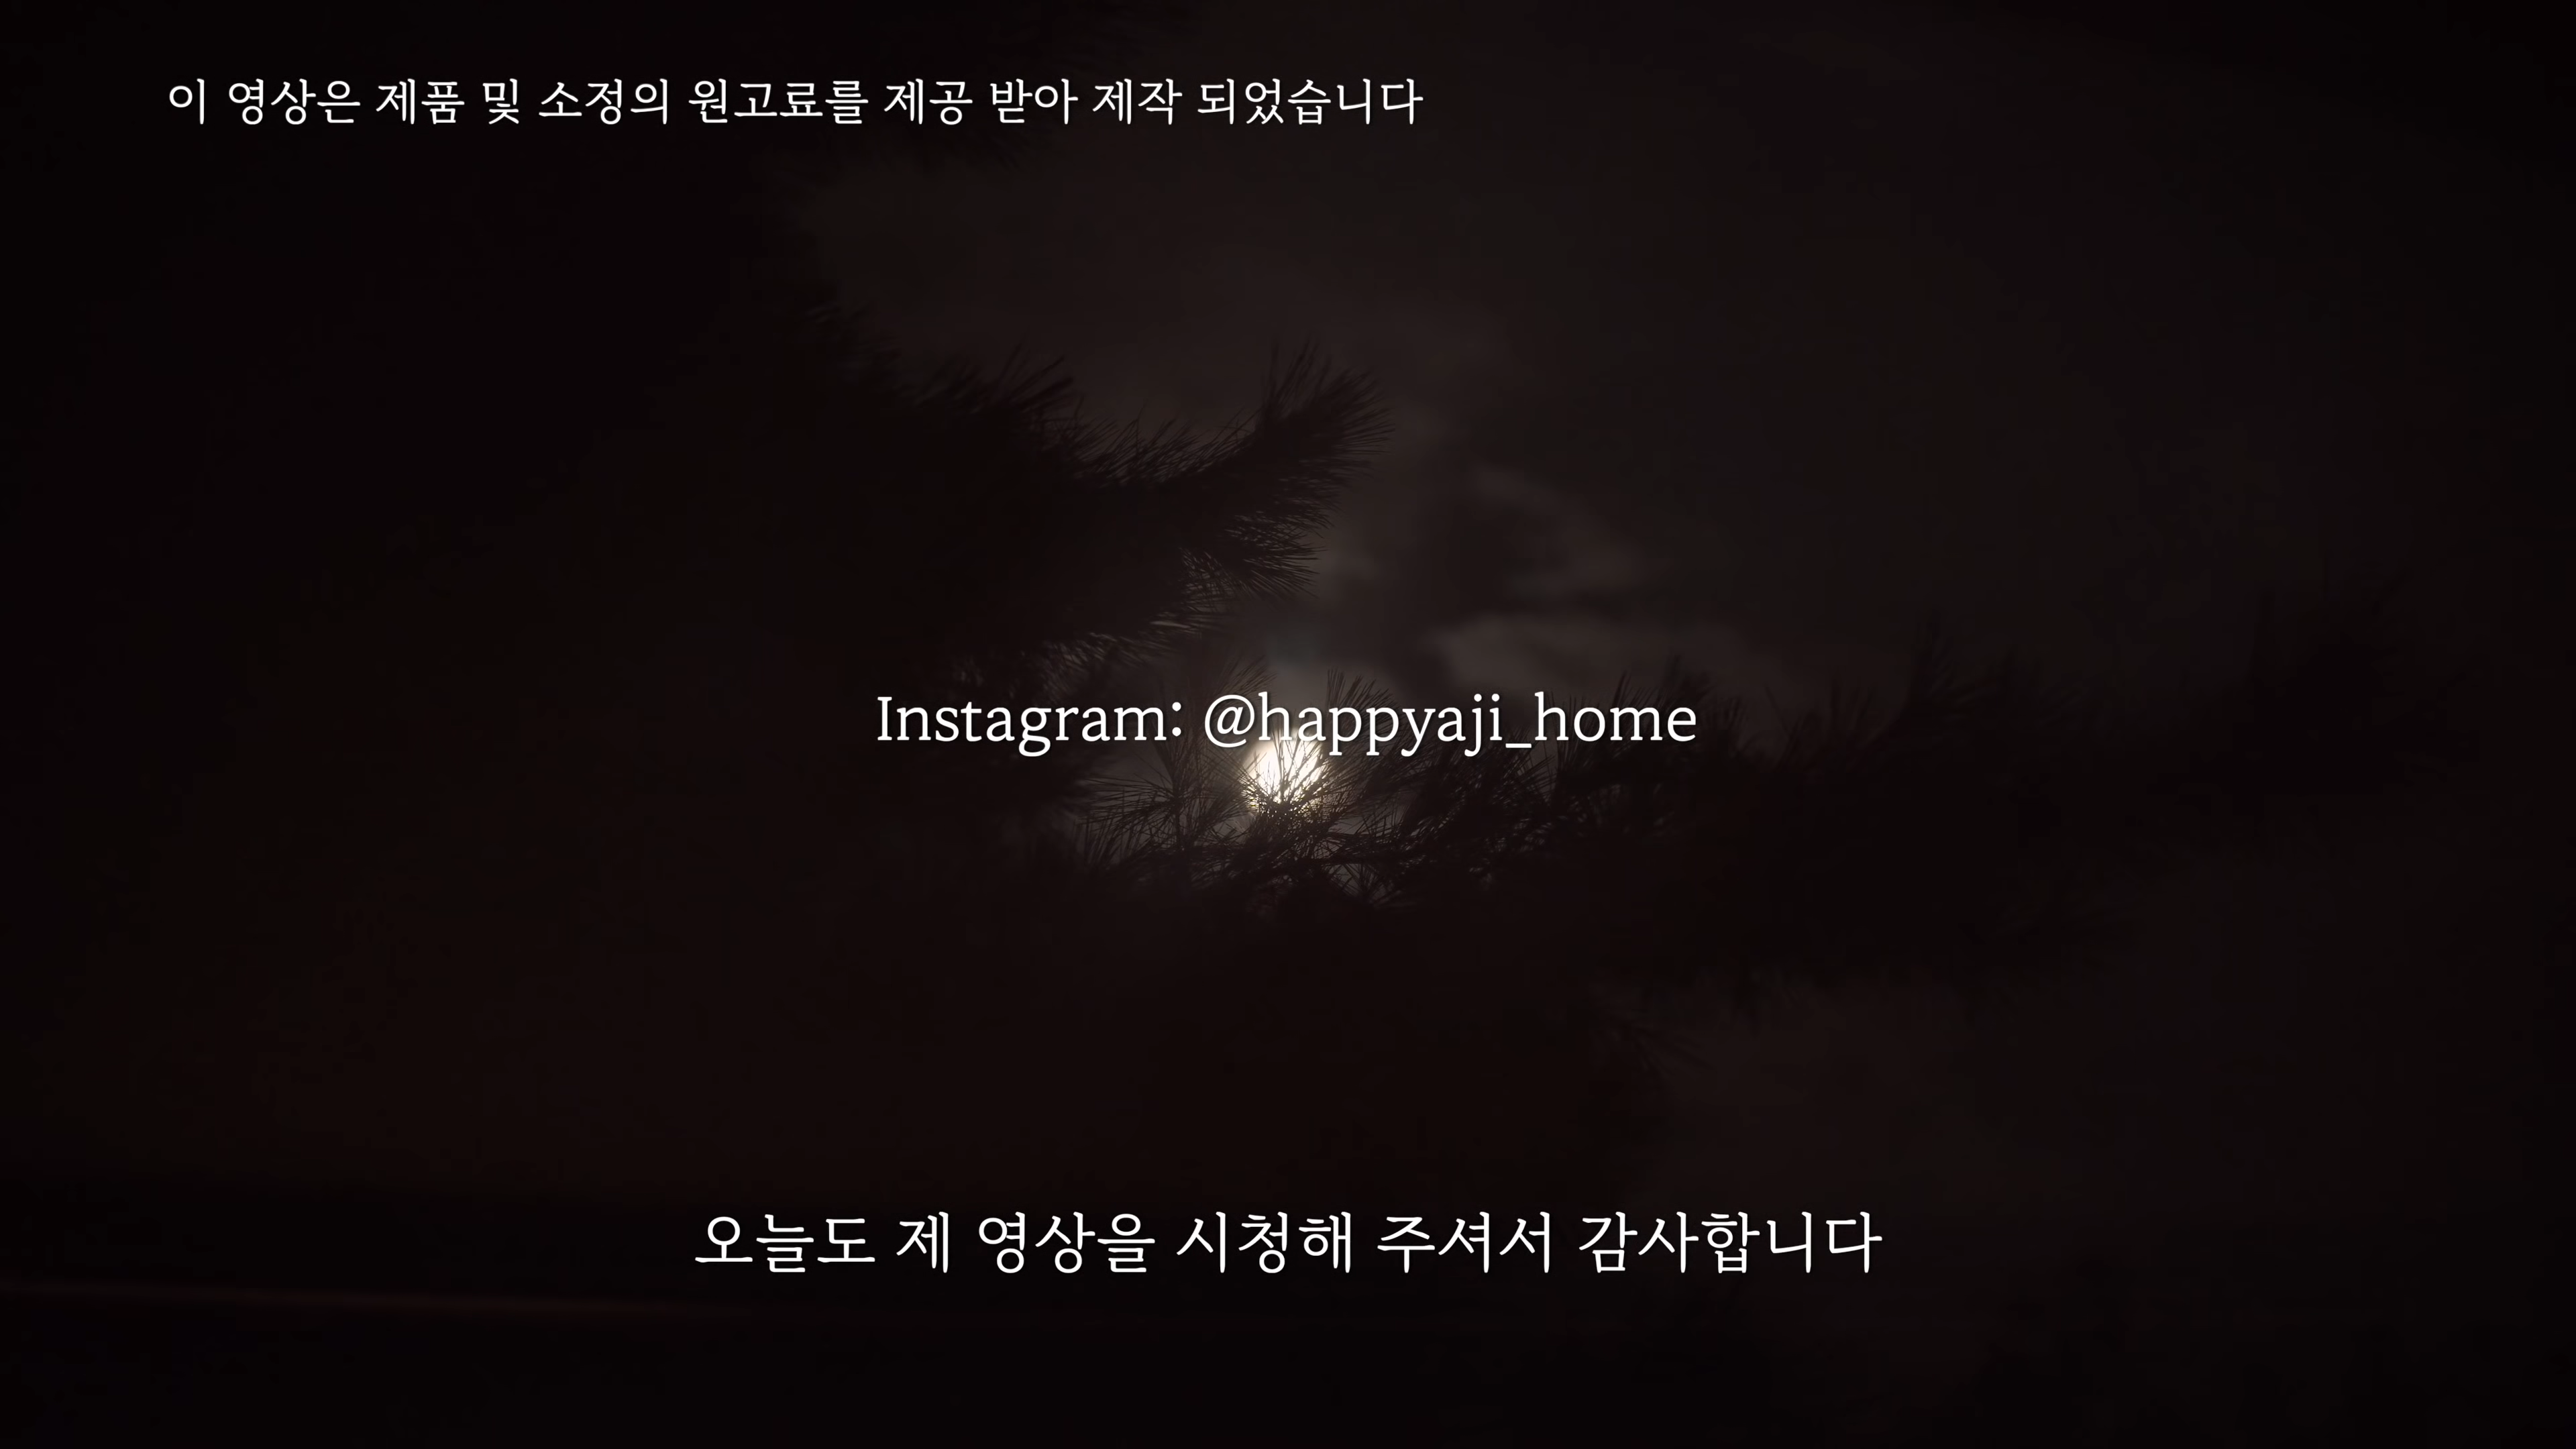 이 영상은 제품 및 소정의 원고료를 제공 받아 제작 되었습니다
Instagram: @happyaji_home
오늘도 제 영상을 시청해 주셔서 감사합니다